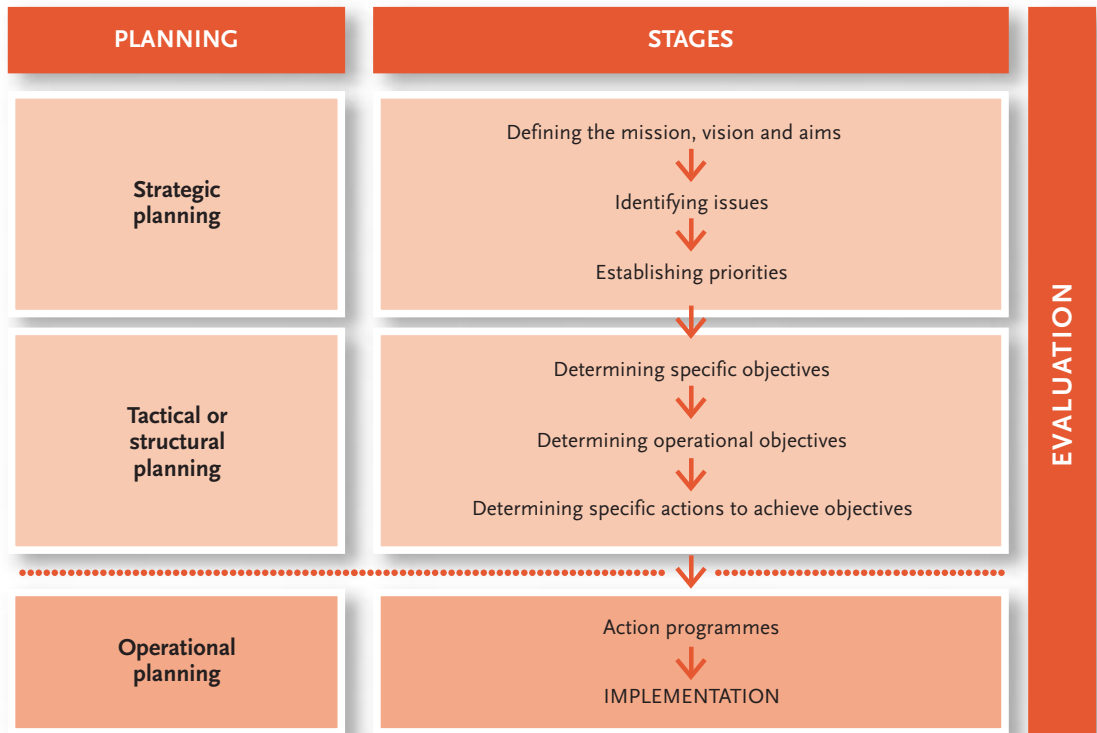 PLANNING
STAGES
Strategic
planning
Defining the mission, vision and aims
Identifying issues
Establishing priorities
Tactical or
structural
planning
Determining specific objectives
Determining operational objectives
Determining specific actions to achieve objectives
Operational
planning
Action programmes
IMPLEMENTATION
EVALUATION